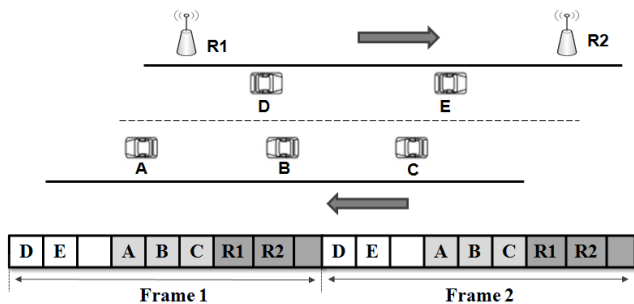 R1 R2
D E
A B C
D E A B C R1 R2 D E A B C R1 R2
Frame 1 Frame 2